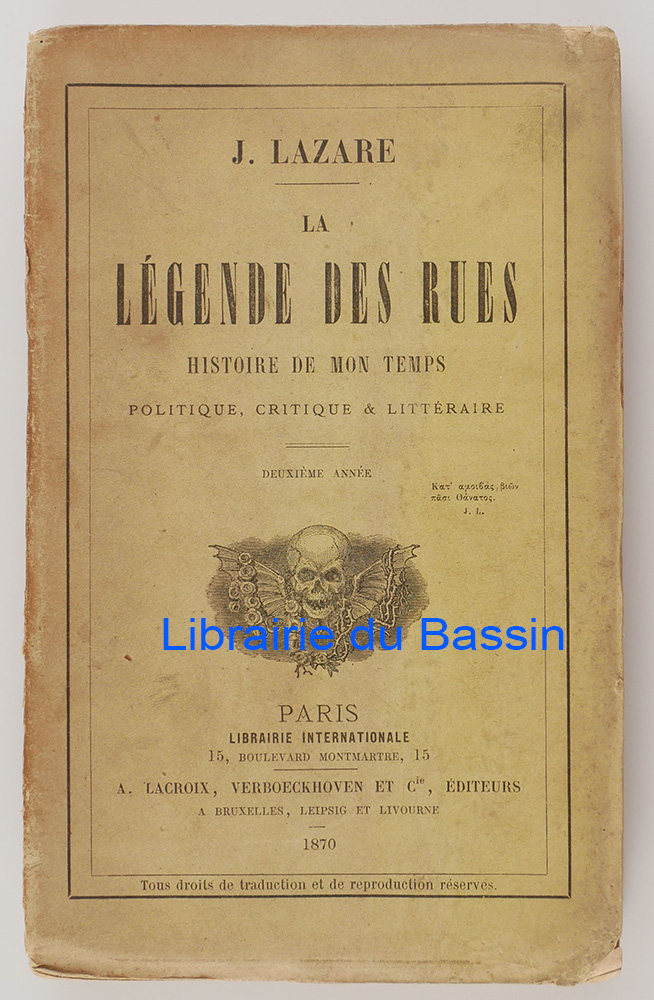 J. LAZARE
LA
LÉGENDE DES RUES
HISTOIRE DE MON TEMPS
POLITIQUE, CRITIQUE & LITTÉRAIRE
DEUXIÈME ANNÉE
Κατ' αμοιβάς, βιῶν
πᾶσι Θάνατος.
J. L.
Librairie du Bassin
PARIS
LIBRAIRIE INTERNATIONALE
15, BOULEVARD MONTMARTRE, 15
A. LACROIX, VERBOECKHOVEN ET Cie, ÉDITEURS
A BRUXELLES, LEIPSIG ET LIVOURNE
1870
Tous droits de traduction et de reproduction réservés.